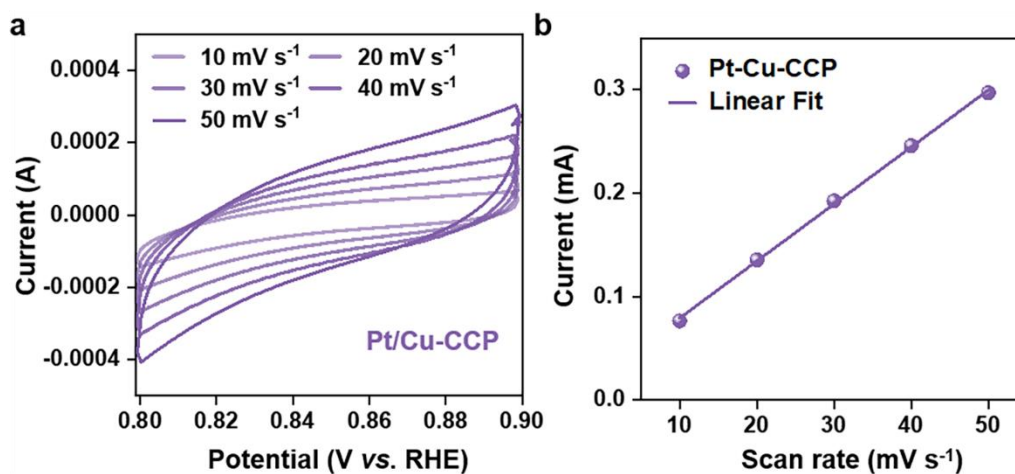 a
10 mV s⁻¹ 20 mV s⁻¹
30 mV s⁻¹ 40 mV s⁻¹
50 mV s⁻¹
0.0004
0.0002
0.0000
-0.0002
-0.0004
Current (A)
Pt/Cu-CCP
0.80 0.82 0.84 0.86 0.88 0.90
Potential (V vs. RHE)
b
Pt-Cu-CCP
Linear Fit
0.3
0.2
0.1
0.0
Current (mA)
10 20 30 40 50
Scan rate (mV s⁻¹)